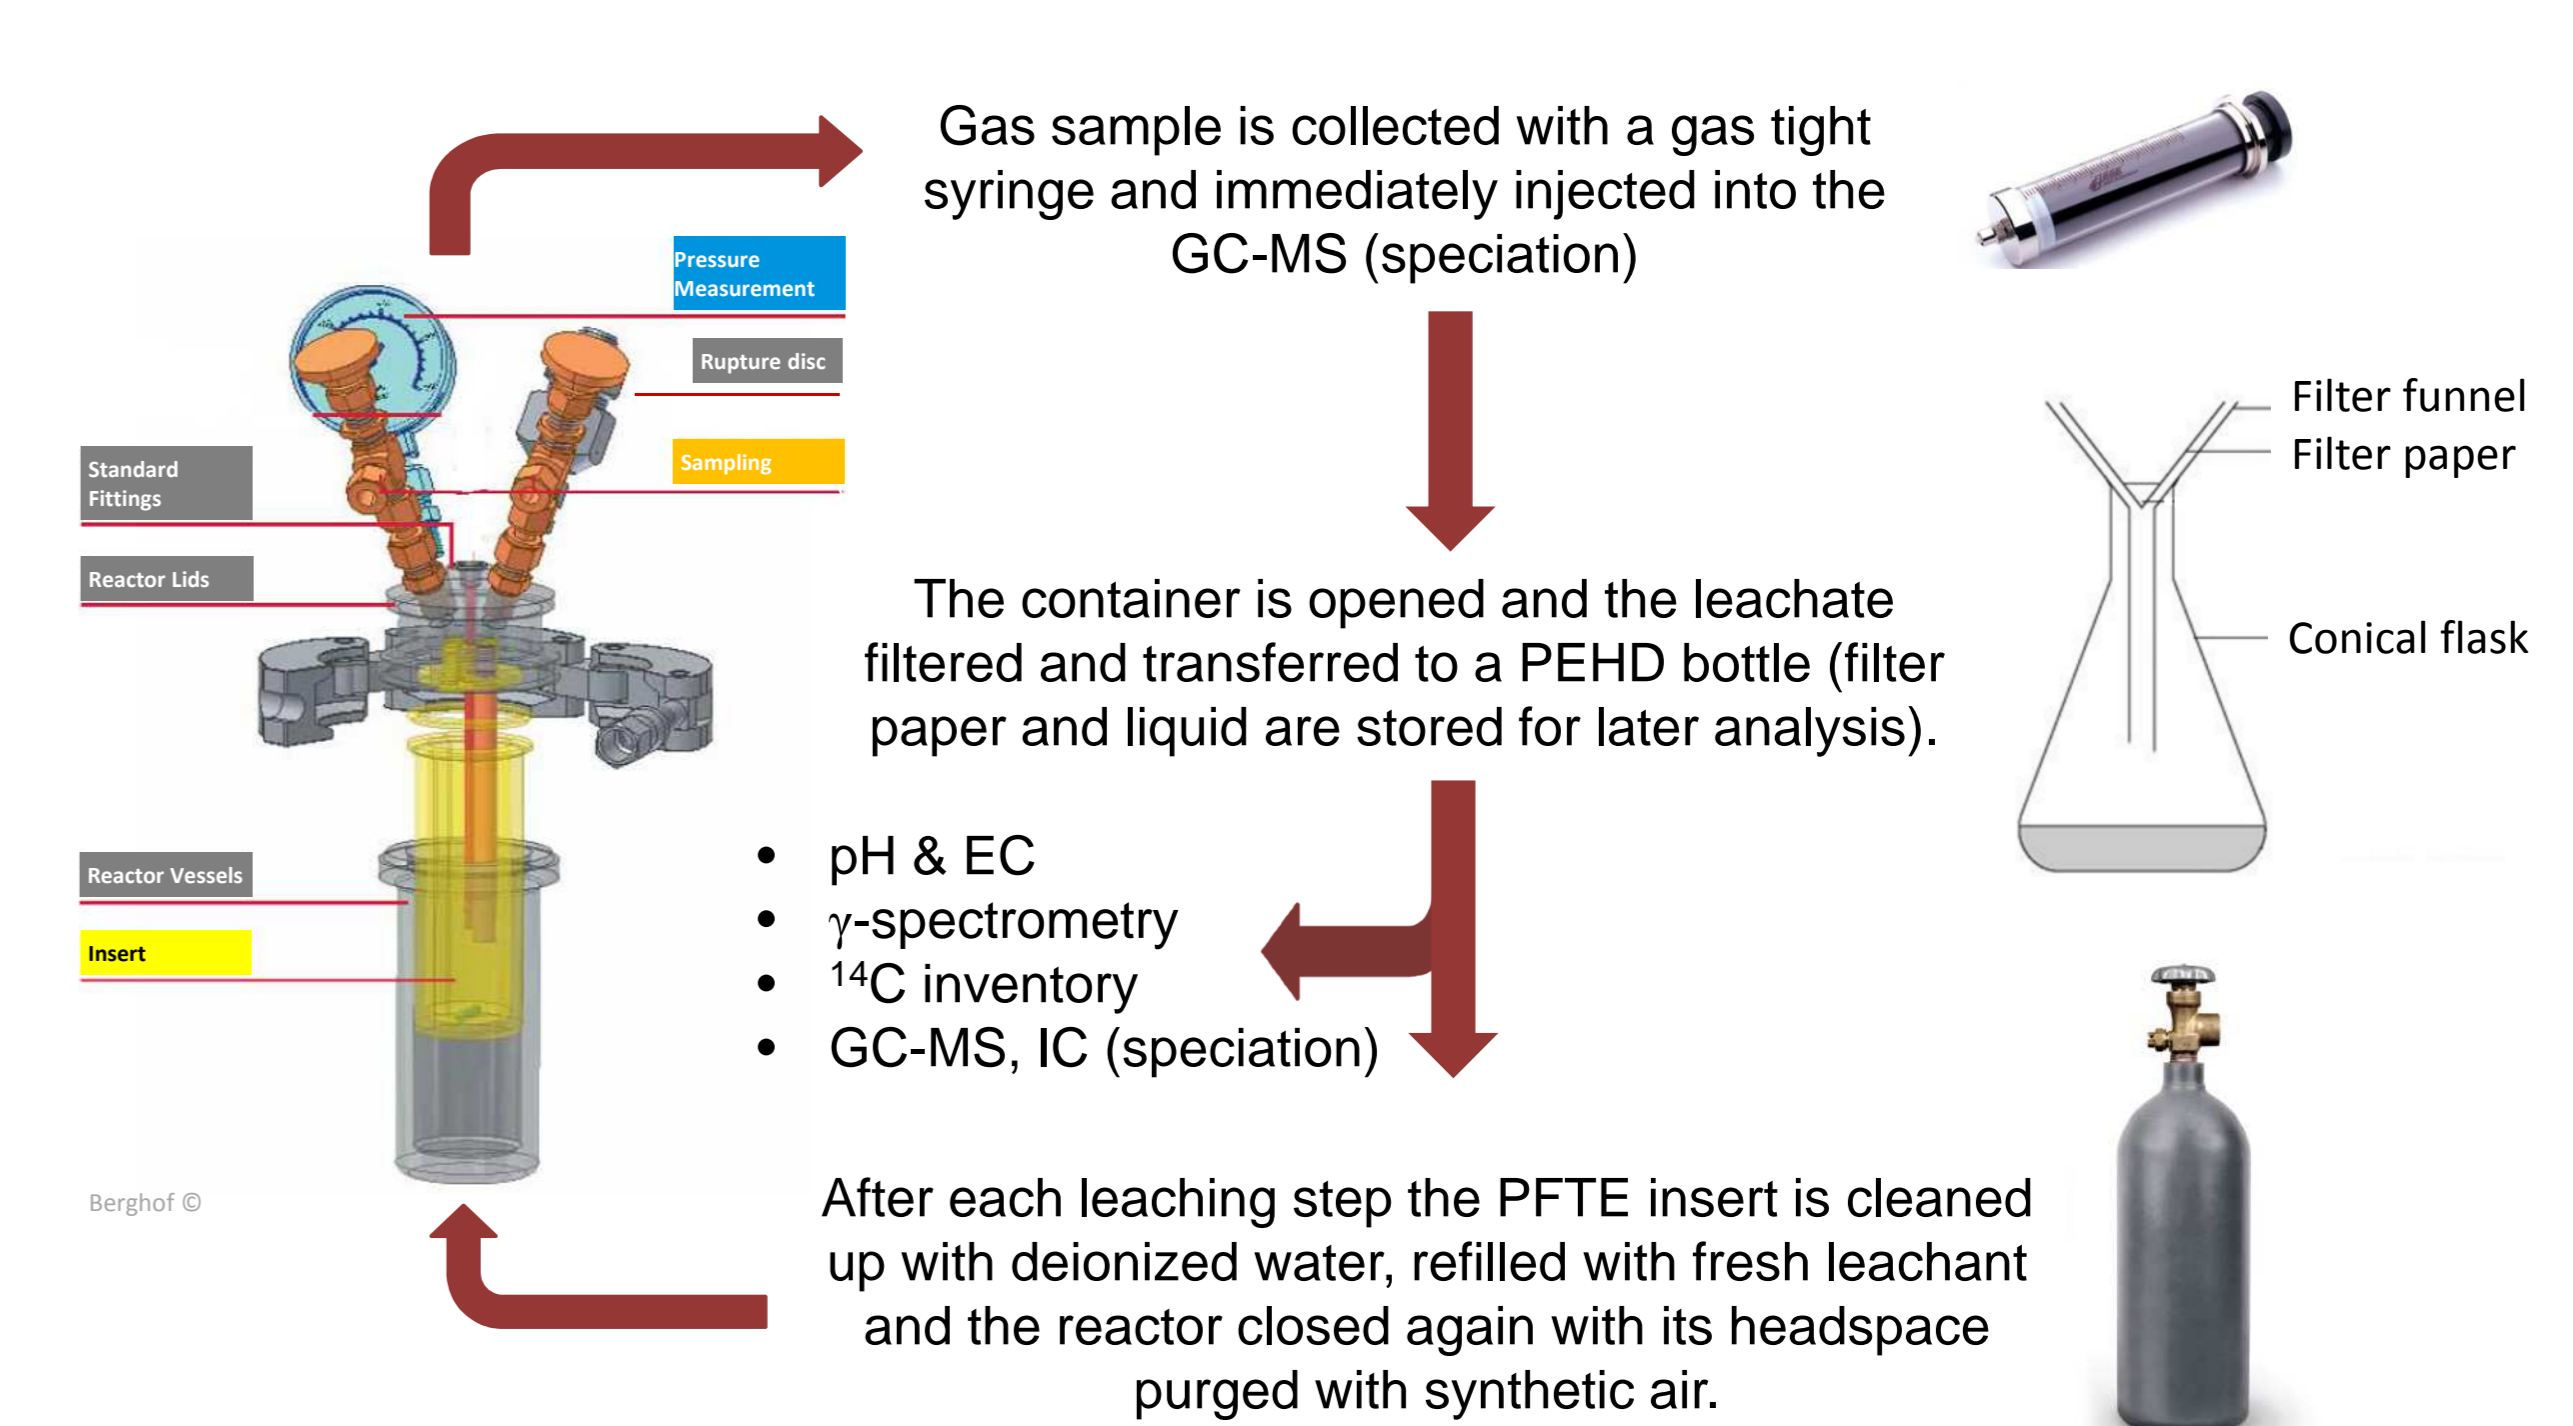 Gas sample is collected with a gas tight
syringe and immediately injected into the
GC-MS (speciation)
Pressure
Measurement
Rupture disc
Sampling
Standard
Fittings
Reactor Lids
Reactor Vessels
Insert
Berghof ©
Filter funnel
Filter paper
Conical flask
The container is opened and the leachate
filtered and transferred to a PEHD bottle (filter
paper and liquid are stored for later analysis).
• pH & EC
• γ-spectrometry
• ¹⁴C inventory
• GC-MS, IC (speciation)
After each leaching step the PFTE insert is cleaned
up with deionized water, refilled with fresh leachant
and the reactor closed again with its headspace
purged with synthetic air.